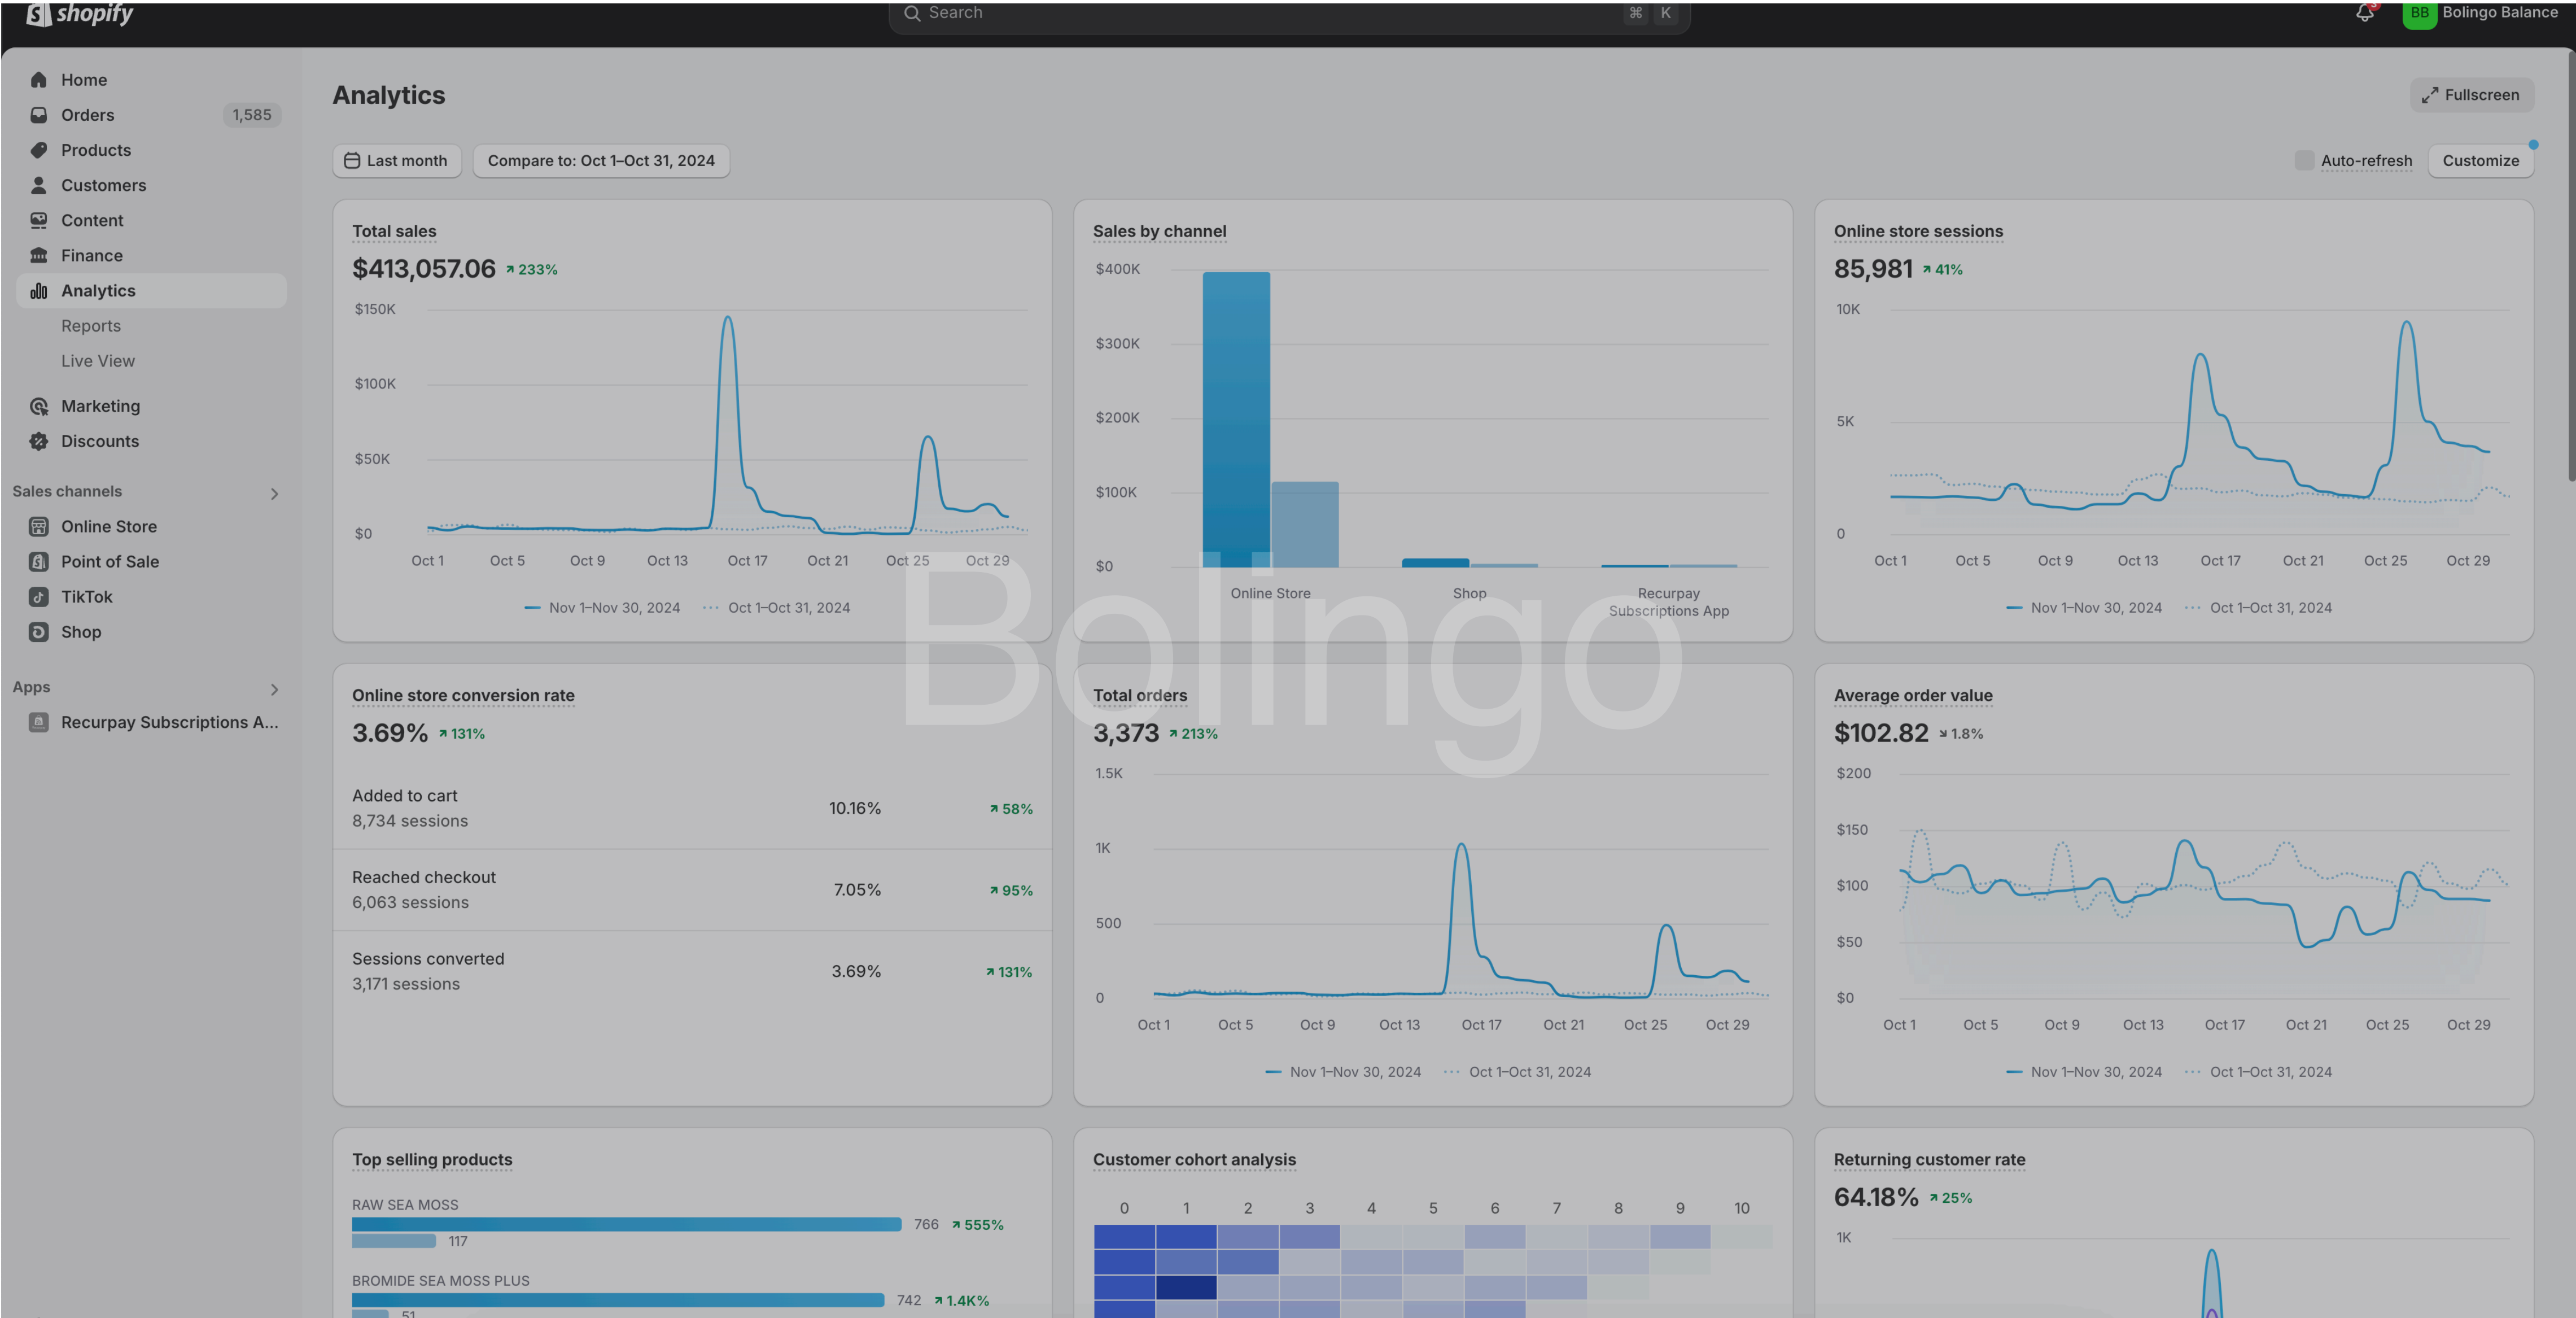 shopify
Search
⌘ K
BB
Bolingo Balance
Home
Orders 1,585
Products
Customers
Content
Finance
Analytics
Reports
Live View
Marketing
Discounts
Sales channels
Online Store
Point of Sale
TikTok
Shop
Apps
Recurpay Subscriptions A...
Analytics
Fullscreen
Last month
Compare to: Oct 1–Oct 31, 2024
Auto-refresh
Customize
Total sales
$413,057.06 233%
$150K
$100K
$50K
$0
Oct 1 Oct 5 Oct 9 Oct 13 Oct 17 Oct 21 Oct 25 Oct 29
Nov 1–Nov 30, 2024 Oct 1–Oct 31, 2024
Sales by channel
$400K
$300K
$200K
$100K
$0
Online Store Shop Recurpay
Subscriptions App
Online store sessions
85,981 41%
10K
5K
0
Oct 1 Oct 5 Oct 9 Oct 13 Oct 17 Oct 21 Oct 25 Oct 29
Nov 1–Nov 30, 2024 Oct 1–Oct 31, 2024
Bolingo
Online store conversion rate
3.69% 131%
Added to cart
8,734 sessions
10.16% 58%
Reached checkout
6,063 sessions
7.05% 95%
Sessions converted
3,171 sessions
3.69% 131%
Total orders
3,373 213%
1.5K
1K
500
0
Oct 1 Oct 5 Oct 9 Oct 13 Oct 17 Oct 21 Oct 25 Oct 29
Nov 1–Nov 30, 2024 Oct 1–Oct 31, 2024
Average order value
$102.82 1.8%
$200
$150
$100
$50
$0
Oct 1 Oct 5 Oct 9 Oct 13 Oct 17 Oct 21 Oct 25 Oct 29
Nov 1–Nov 30, 2024 Oct 1–Oct 31, 2024
Top selling products
RAW SEA MOSS
766 555%
117
BROMIDE SEA MOSS PLUS
742 1.4K%
51
Customer cohort analysis
0 1 2 3 4 5 6 7 8 9 10
Returning customer rate
64.18% 25%
1K